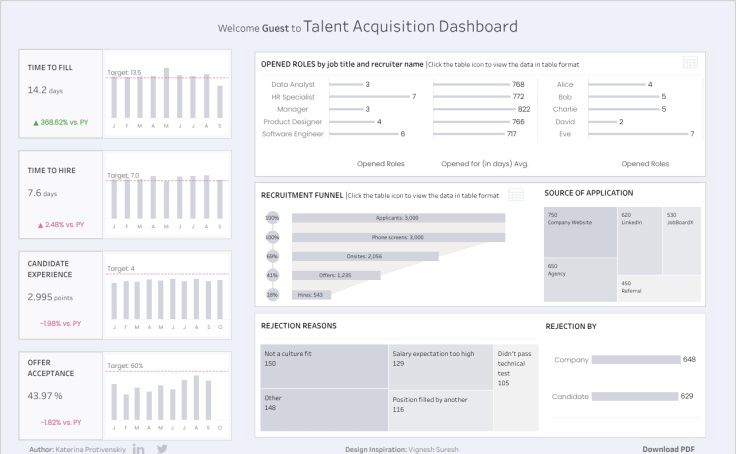 Welcome Guest to Talent Acquisition Dashboard
TIME TO FILL
14.2 days
▲ 368.62% vs. PY
Target: 13.5
J F M A M J J A S
TIME TO HIRE
7.6 days
▲ 2.48% vs. PY
Target: 7.0
J F M A M J J A S
CANDIDATE
EXPERIENCE
2.995 points
-1.98% vs. PY
Target: 4
J F M A M J J A S O
OFFER
ACCEPTANCE
43.97 %
-1.82% vs. PY
Target: 60%
J F M A M J J A S O
OPENED ROLES by job title and recruiter name | Click the table icon to view the data in table format
Data Analyst 3 768
HR Specialist 7 772
Manager 3 822
Product Designer 4 766
Software Engineer 6 717
Opened Roles Opened for (in days) Avg.
Alice 4
Bob 5
Charlie 5
David 2
Eve 7
Opened Roles
RECRUITMENT FUNNEL | Click the table icon to view the data in table format
100% Applicants: 3,000
100% Phone screens: 3,000
69% Onsites: 2,056
41% Offers: 1,235
18% Hires: 543
SOURCE OF APPLICATION
750
Company Website
650
Agency
620
LinkedIn
530
JobBoardX
450
Referral
REJECTION REASONS
Not a culture fit
150
Other
148
Salary expectation too high
129
Position filled by another
116
Didn't pass
technical
test
105
REJECTION BY
Company 648
Candidate 629
Author: Katerina Protivenskiy in
Design Inspiration: Vignesh Suresh
Download PDF